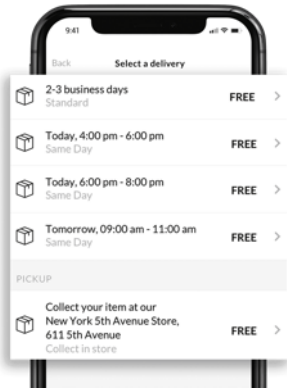 9:41
Back Select a delivery
2-3 business days
Standard
FREE
Today, 4:00 pm - 6:00 pm
Same Day
FREE
Today, 6:00 pm - 8:00 pm
Same Day
FREE
Tomorrow, 09:00 am - 11:00 am
Same Day
FREE
PICKUP
Collect your item at our
New York 5th Avenue Store,
611 5th Avenue
Collect in store
FREE